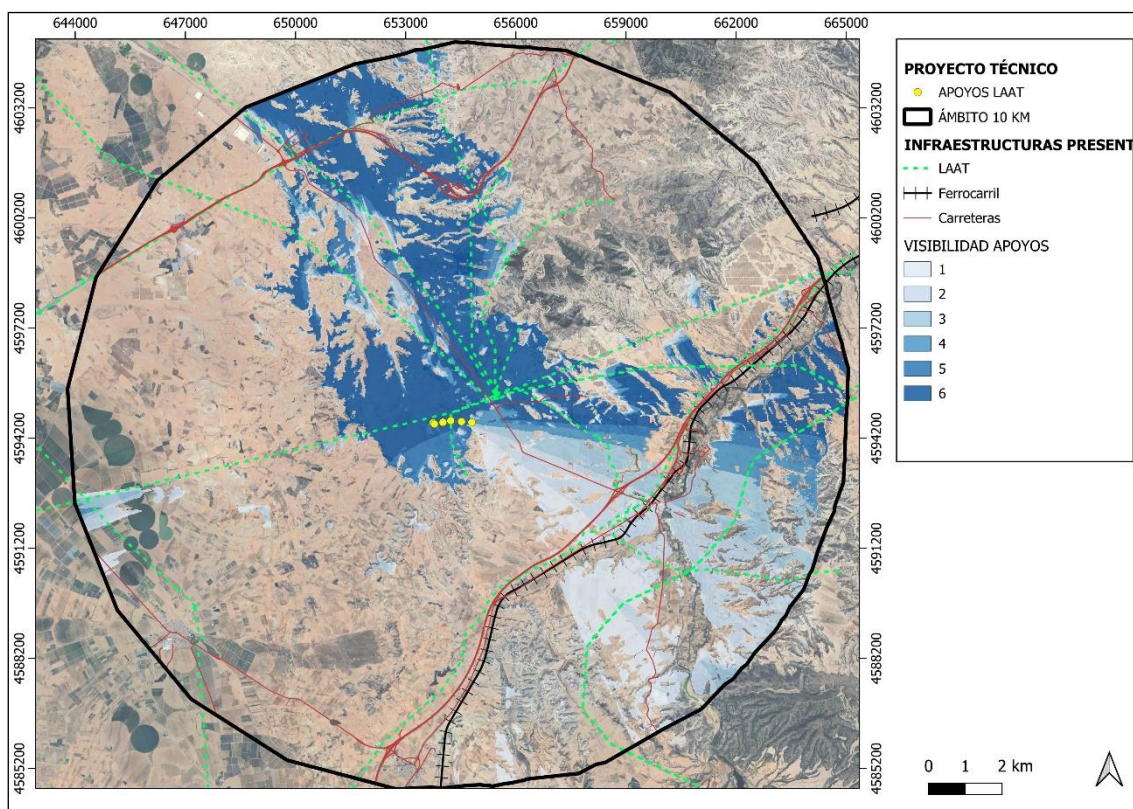 644000 647000 650000 653000 656000 659000 662000 665000
4603200 4603200
4600200 4600200
4597200 4597200
4594200 4594200
4591200 4591200
4588200 4588200
4585200 4585200
PROYECTO TÉCNICO
APOYOS LAAT
ÁMBITO 10 KM
INFRAESTRUCTURAS PRESENT
LAAT
Ferrocarril
Carreteras
VISIBILIDAD APOYOS
1
2
3
4
5
6
0 1 2 km